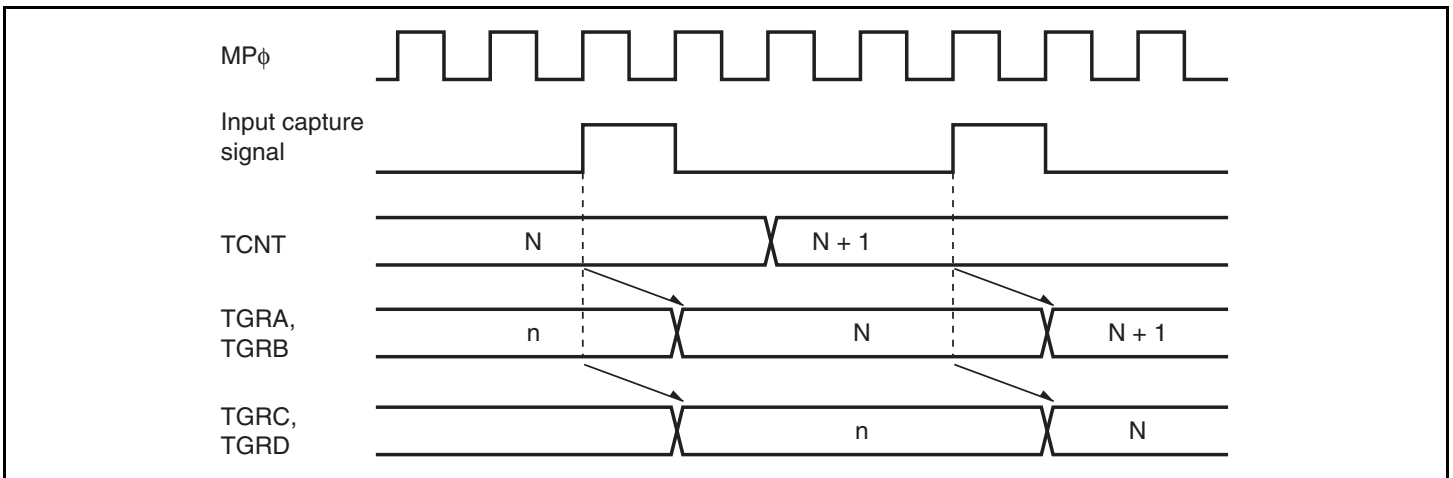 MPϕ
Input capture
signal
TCNT
N
N + 1
TGRA,
TGRB
n
N
N + 1
TGRC,
TGRD
n
N